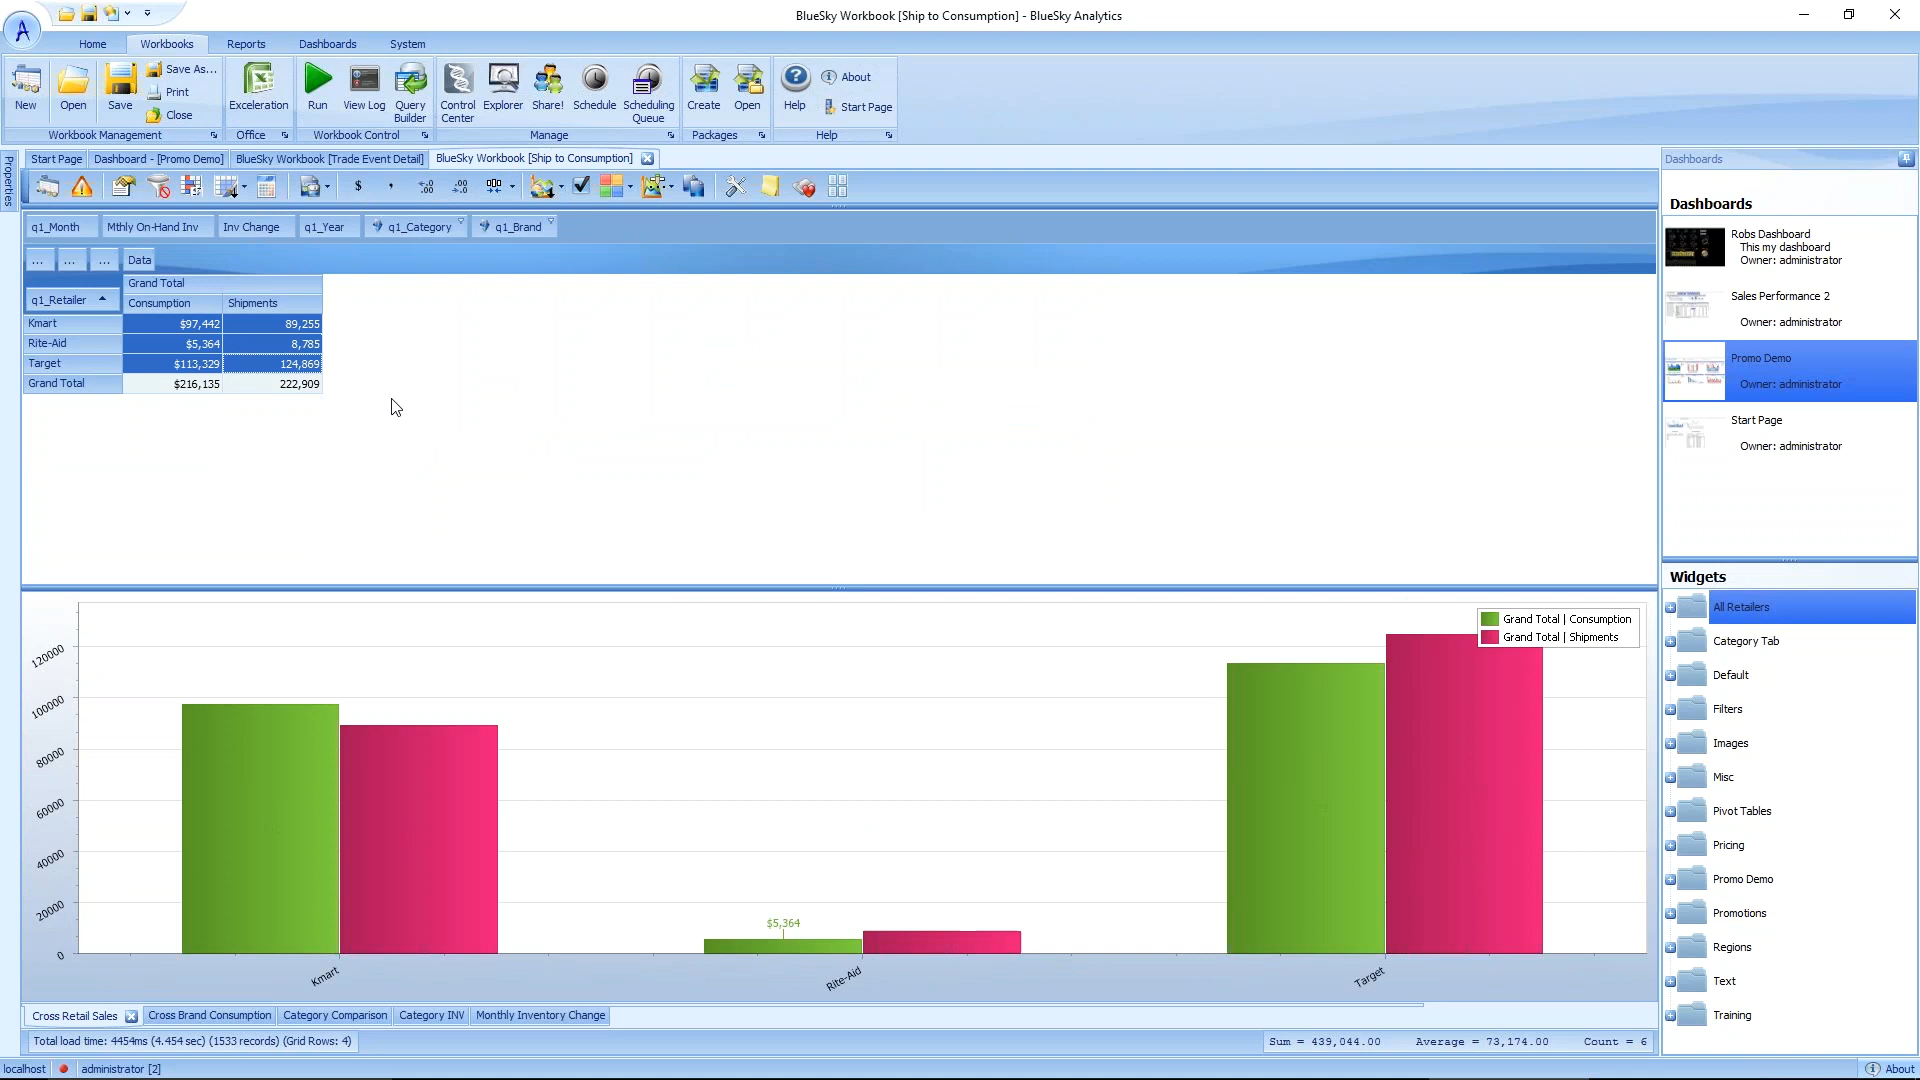 BlueSky Workbook [Ship to Consumption] - BlueSky Analytics
Home Workbooks Reports Dashboards System
New Open Save Save As... Print Close
Exceleration
Run View Log Query Builder
Control Center Explorer Share! Schedule Scheduling Queue
Create Open
Help About Start Page
Workbook Management Office Workbook Control Manage Packages Help
Properties
Start Page Dashboard - [Promo Demo] BlueSky Workbook [Trade Event Detail] BlueSky Workbook [Ship to Consumption]
$ , .00 .00
q1_Month Mthly On-Hand Inv Inv Change q1_Year q1_Category q1_Brand
... ... ... Data
Grand Total
q1_Retailer Consumption Shipments
Kmart $97,442 89,255
Rite-Aid $5,364 8,785
Target $113,329 124,869
Grand Total $216,135 222,909
Grand Total | Consumption
Grand Total | Shipments
120000
100000
80000
60000
40000
20000
0
$5,364
Kmart Rite-Aid Target
Cross Retail Sales Cross Brand Consumption Category Comparison Category INV Monthly Inventory Change
Total load time: 4454ms (4.454 sec) (1533 records) (Grid Rows: 4)
Sum = 439,044.00 Average = 73,174.00 Count = 6
localhost administrator [2] About
Dashboards
Dashboards
Robs Dashboard
This my dashboard
Owner: administrator
Sales Performance 2
Owner: administrator
Promo Demo
Owner: administrator
Start Page
Owner: administrator
Widgets
All Retailers
Category Tab
Default
Filters
Images
Misc
Pivot Tables
Pricing
Promo Demo
Promotions
Regions
Text
Training